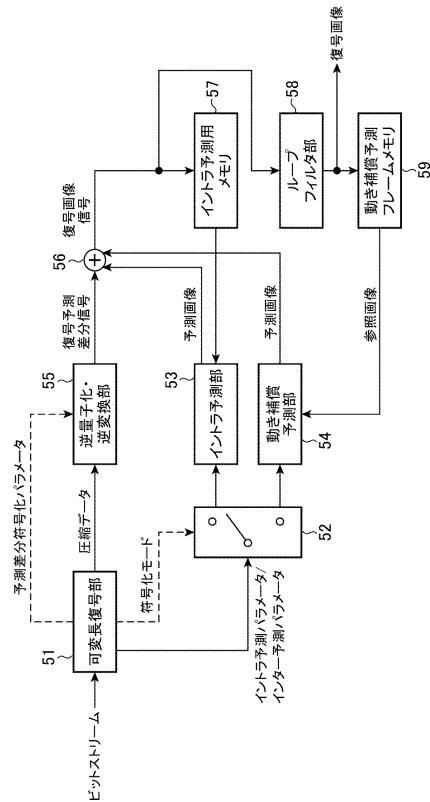 ビットストリーム
51
可変長復号部
予測差分符号化パラメータ
圧縮データ
符号化モード
イントラ予測パラメータ/
インター予測パラメータ
52
55
逆量子化・
逆変換部
53
イントラ予測部
動き補償
予測部
54
復号予測
差分信号
予測画像
予測画像
参照画像
56
+
復号画像
信号
57
イントラ予測用
メモリ
58
ループ
フィルタ部
復号画像
動き補償予測
フレームメモリ
59